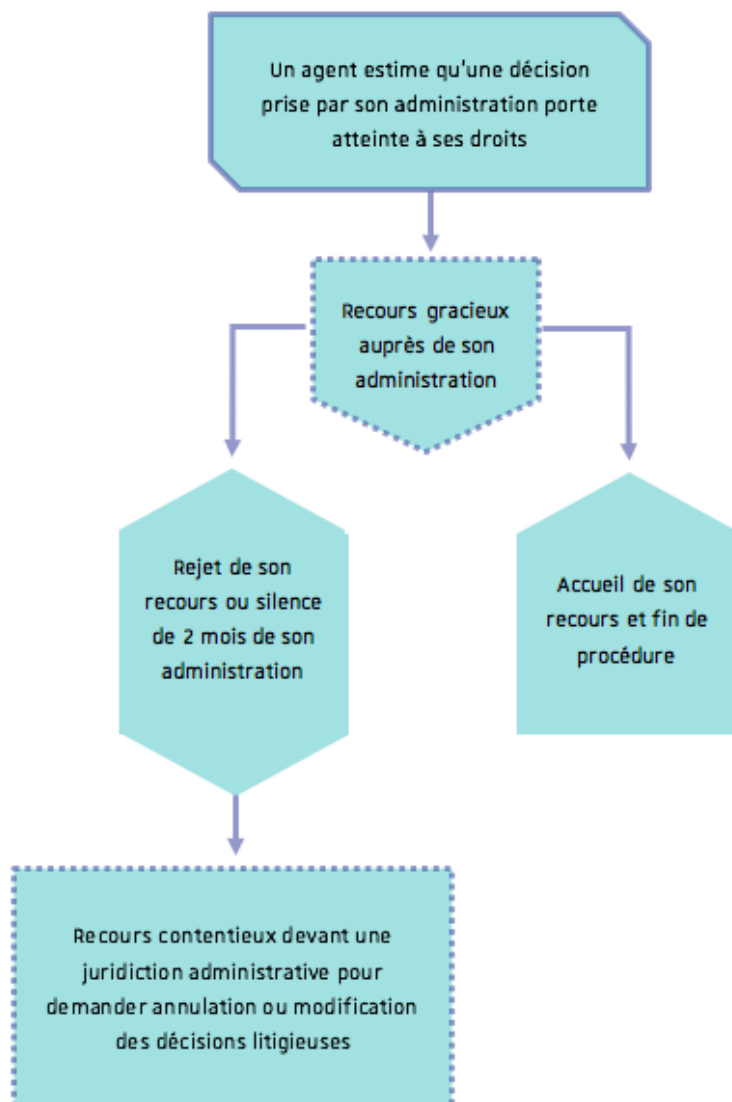 Un agent estime qu'une décision
prise par son administration porte
atteinte à ses droits
Recours gracieux
auprès de son
administration
Rejet de son
recours ou silence
de 2 mois de son
administration
Accueil de son
recours et fin de
procédure
Recours contentieux devant une
juridiction administrative pour
demander annulation ou modification
des décisions litigieuses